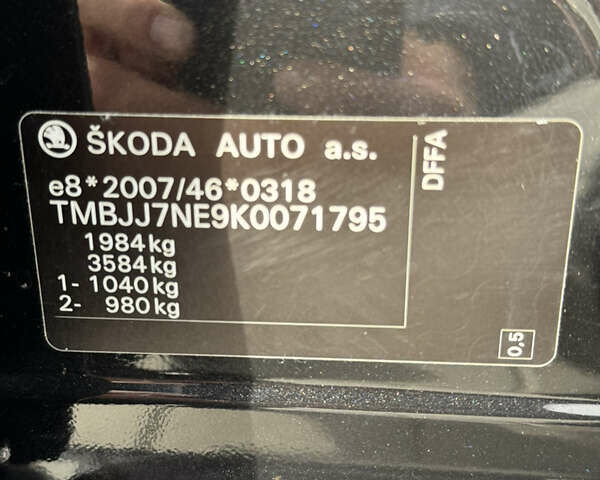 ŠKODA AUTO a.s.
e8*2007/46*0318
TMBJJ7NE9K0071795
1984kg
3584kg
1- 1040kg
2- 980kg
DFFA
0.5